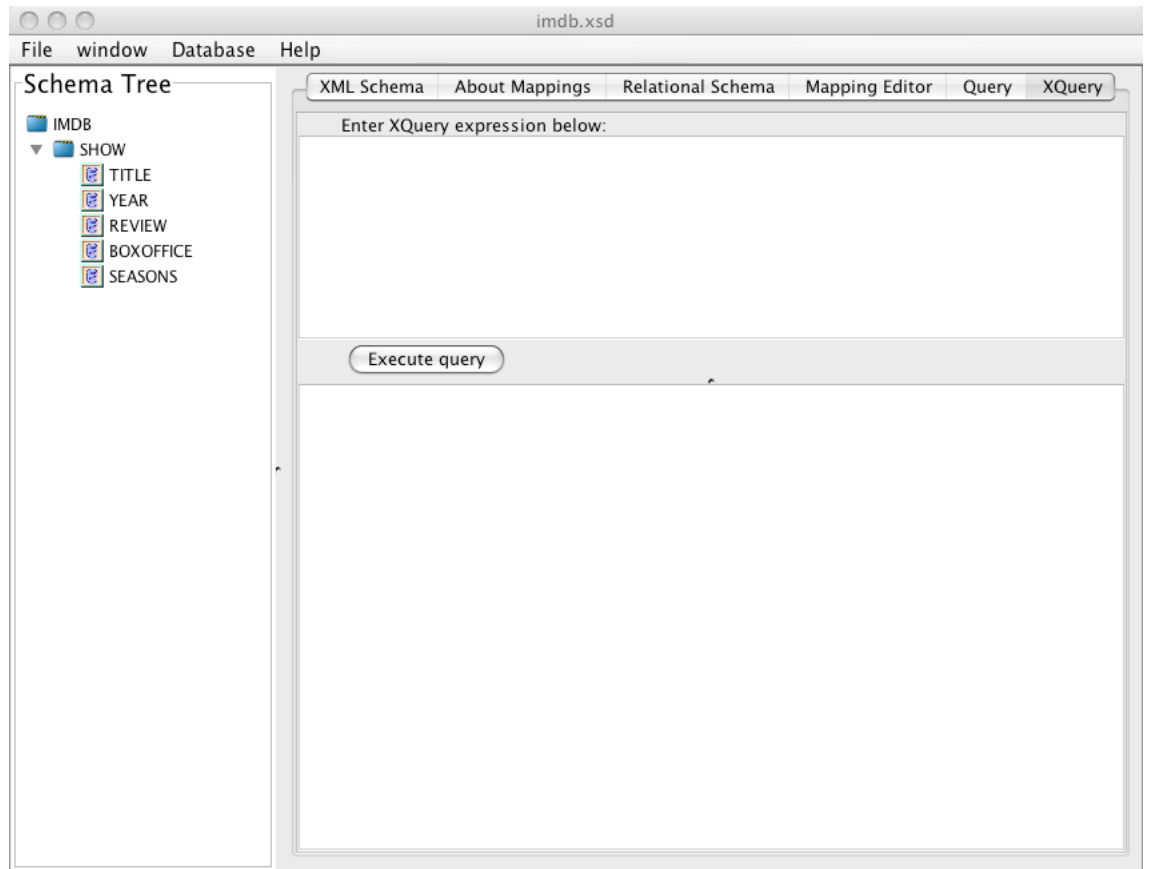 imdb.xsd
File window Database Help
Schema Tree
IMDB
SHOW
TITLE
YEAR
REVIEW
BOXOFFICE
SEASONS
XML Schema About Mappings Relational Schema Mapping Editor Query XQuery
Enter XQuery expression below:
Execute query